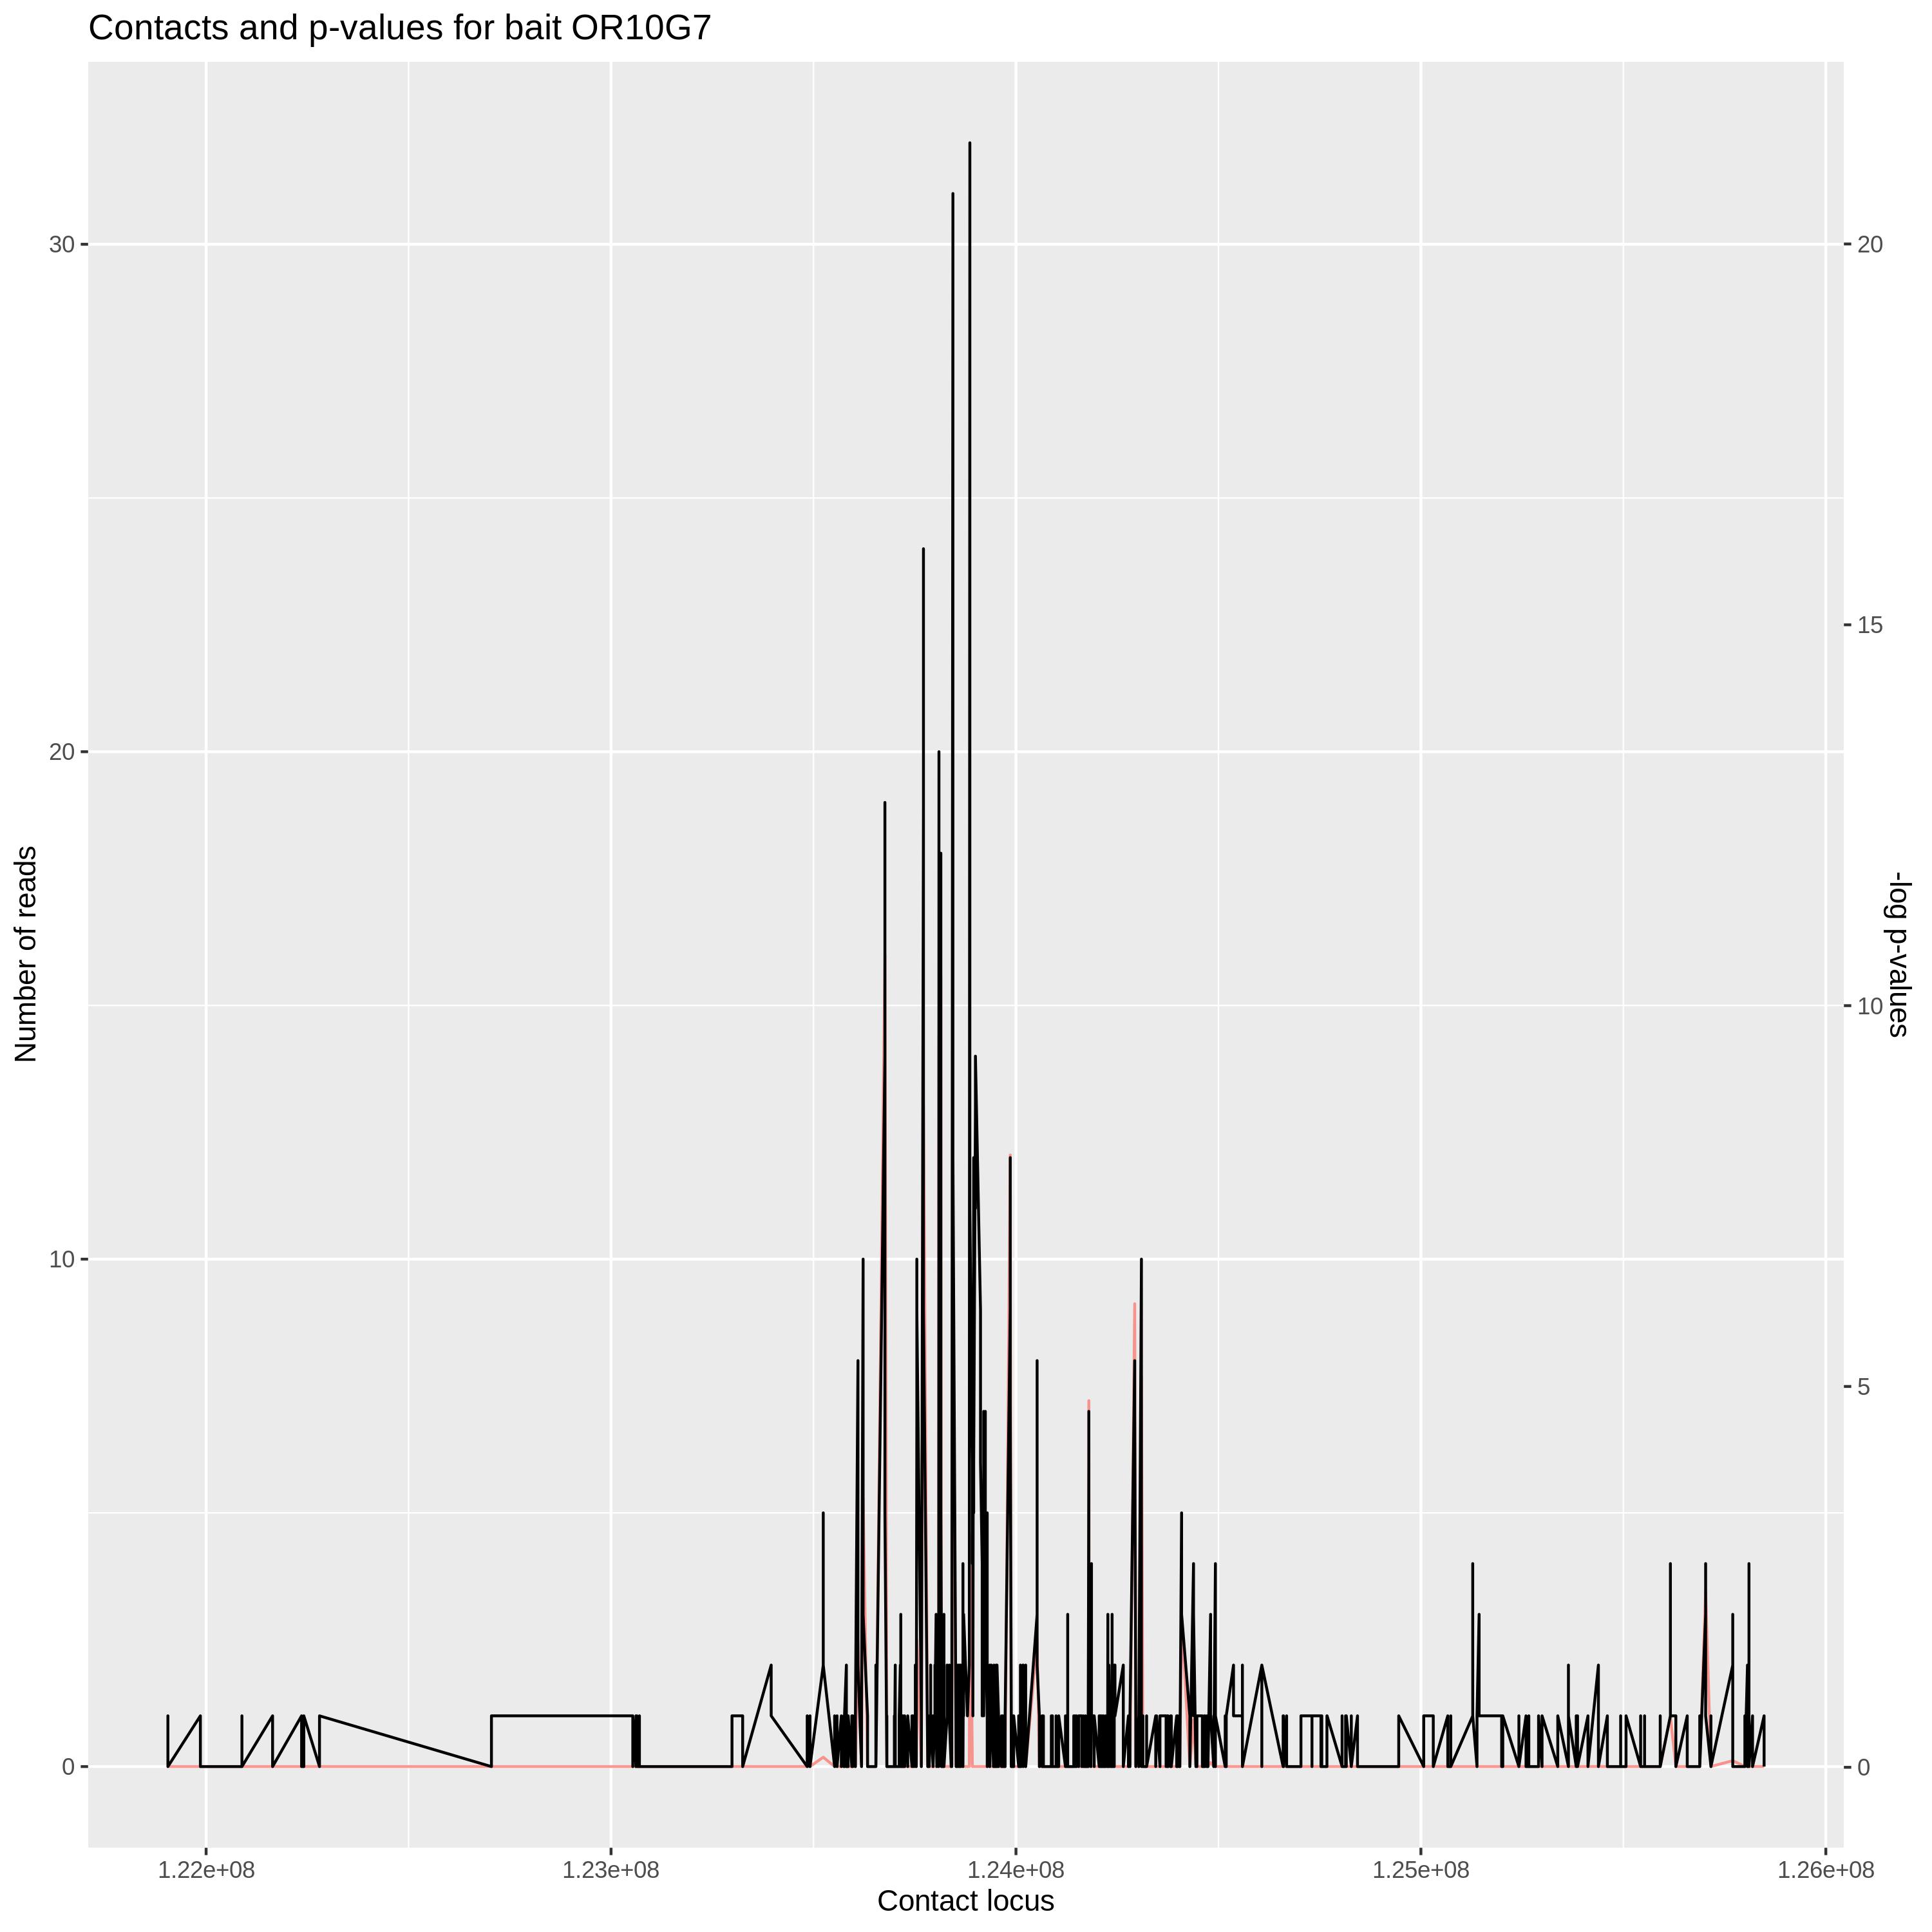 Contacts and p-values for bait OR10G7
Number of reads
30
20
10
0
20
15
10
5
0
-log p-values
1.22e+08
1.23e+08
1.24e+08
1.25e+08
1.26e+08
Contact locus